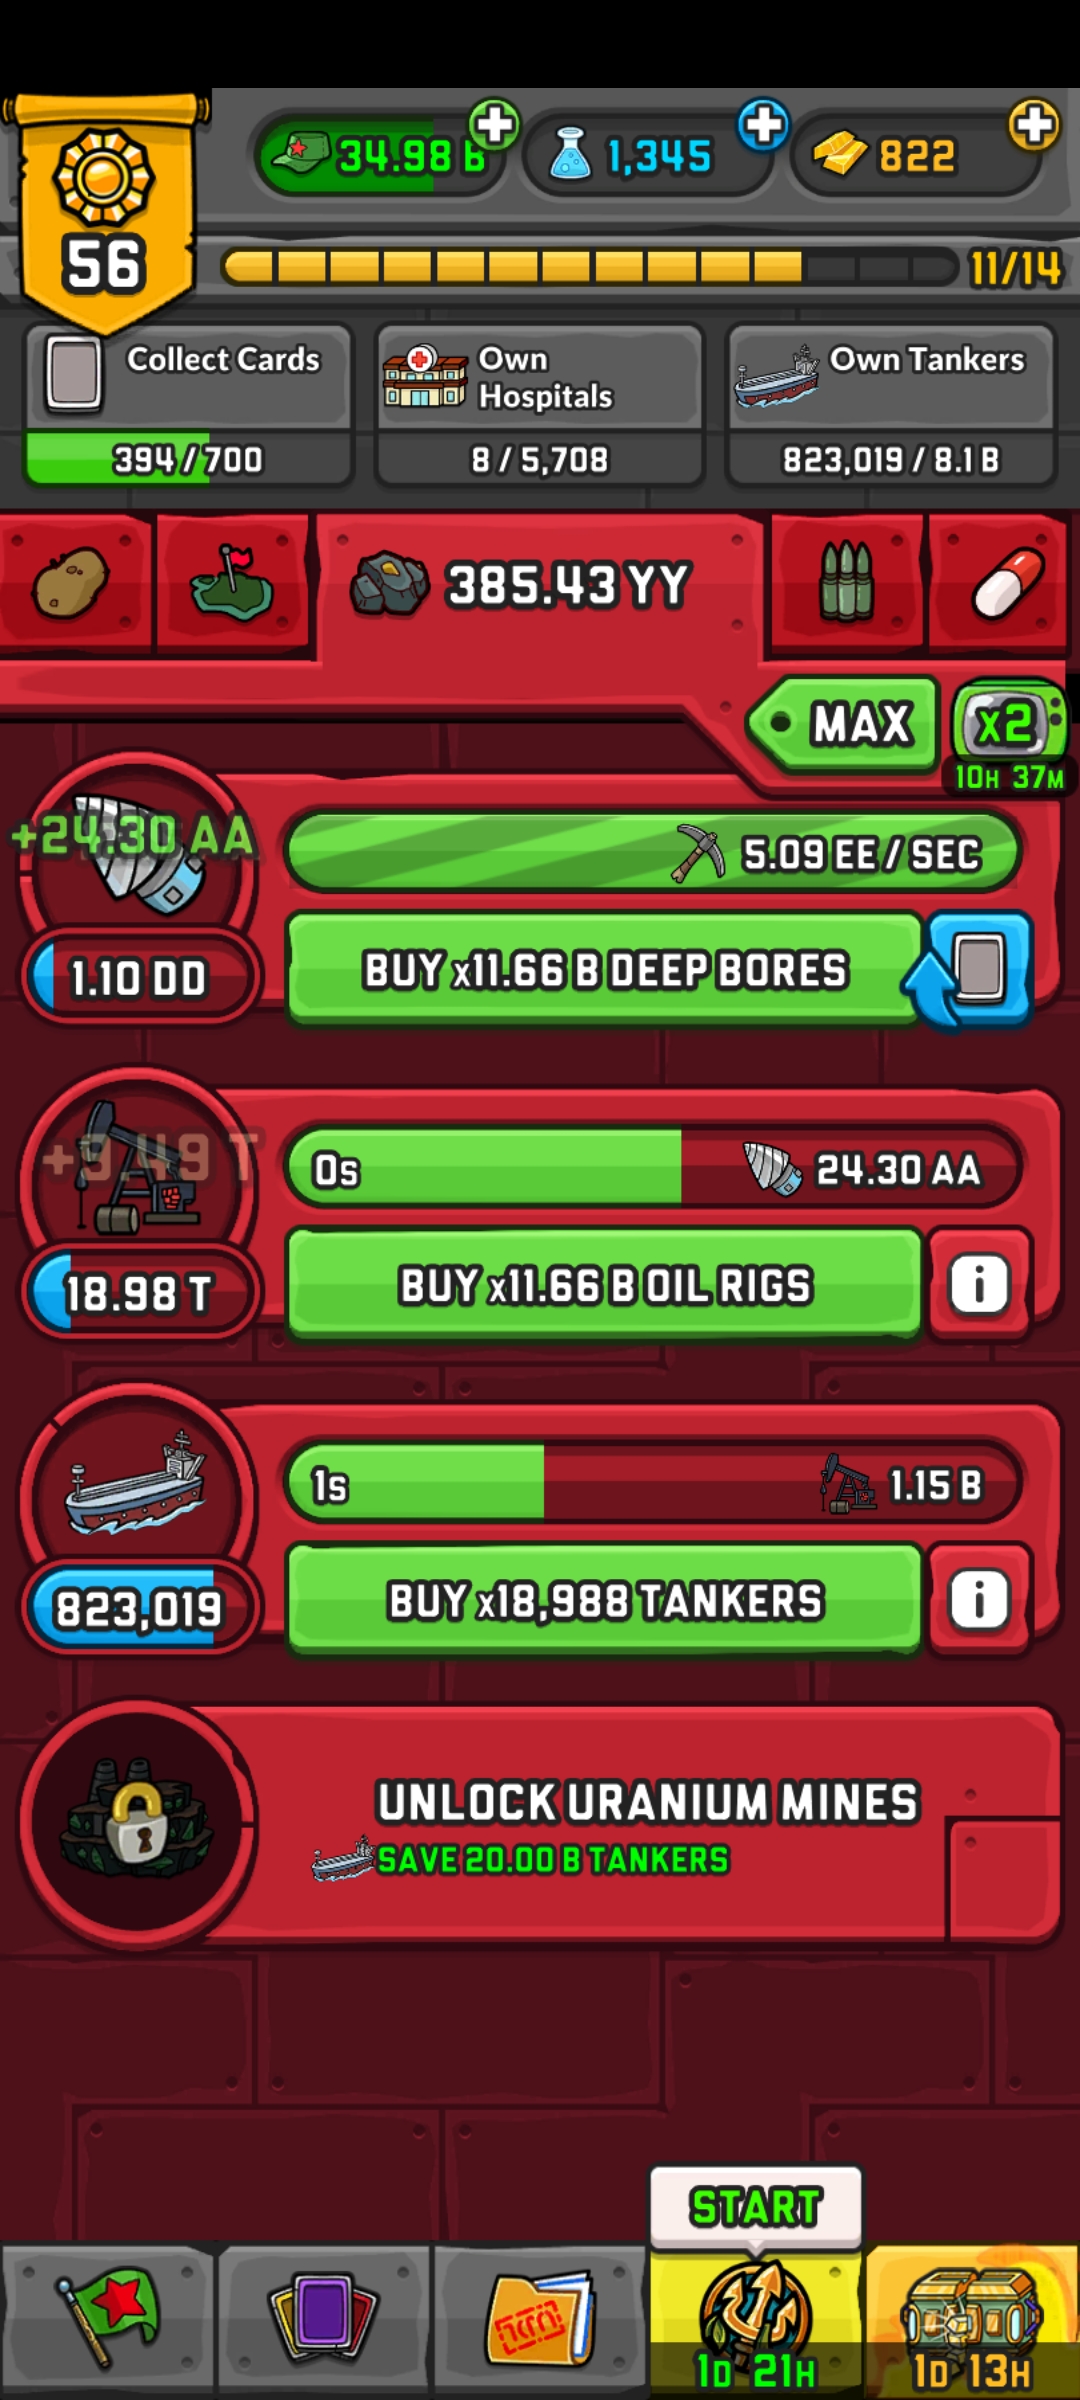 56
34.98 B
1,345
822
11/14
Collect Cards
394/700
Own
Hospitals
8/5,708
Own Tankers
823,019/8.1 B
385.43 YY
MAX
x2
10H 37M
+24.30 AA
5.09 EE/SEC
1.10 DD
BUY x11.66 B DEEP BORES
+9.49 T
0s
24.30 AA
18.98 T
BUY x11.66 B OIL RIGS
i
1s
1.15 B
823,019
BUY x18,988 TANKERS
i
UNLOCK URANIUM MINES
SAVE 20.00 B TANKERS
START
1D 21H
1D 13H